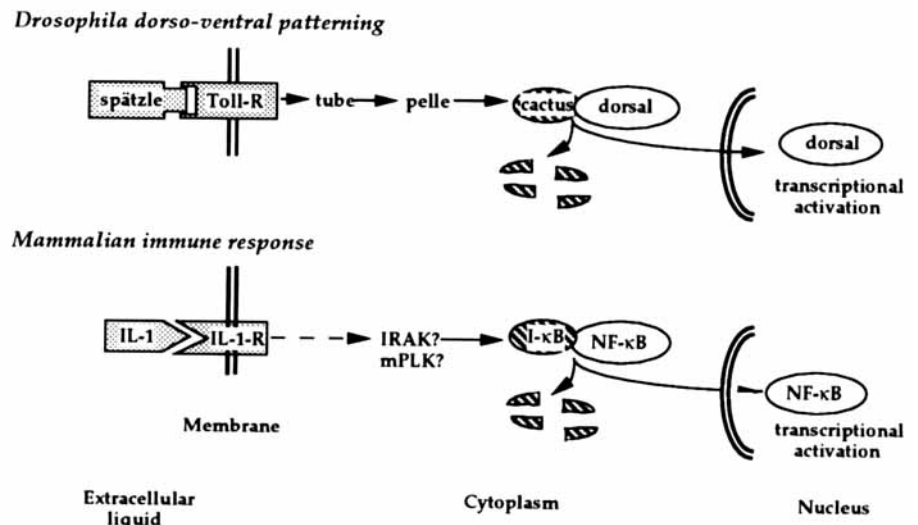 Drosophila dorso-ventral patterning
spätzle
Toll-R
tube
pelle
cactus
dorsal
dorsal
transcriptional
activation
Mammalian immune response
IL-1
IL-1-R
IRAK?
mPLK?
I-κB
NF-κB
NF-κB
transcriptional
activation
Membrane
Extracellular
liquid
Cytoplasm
Nucleus